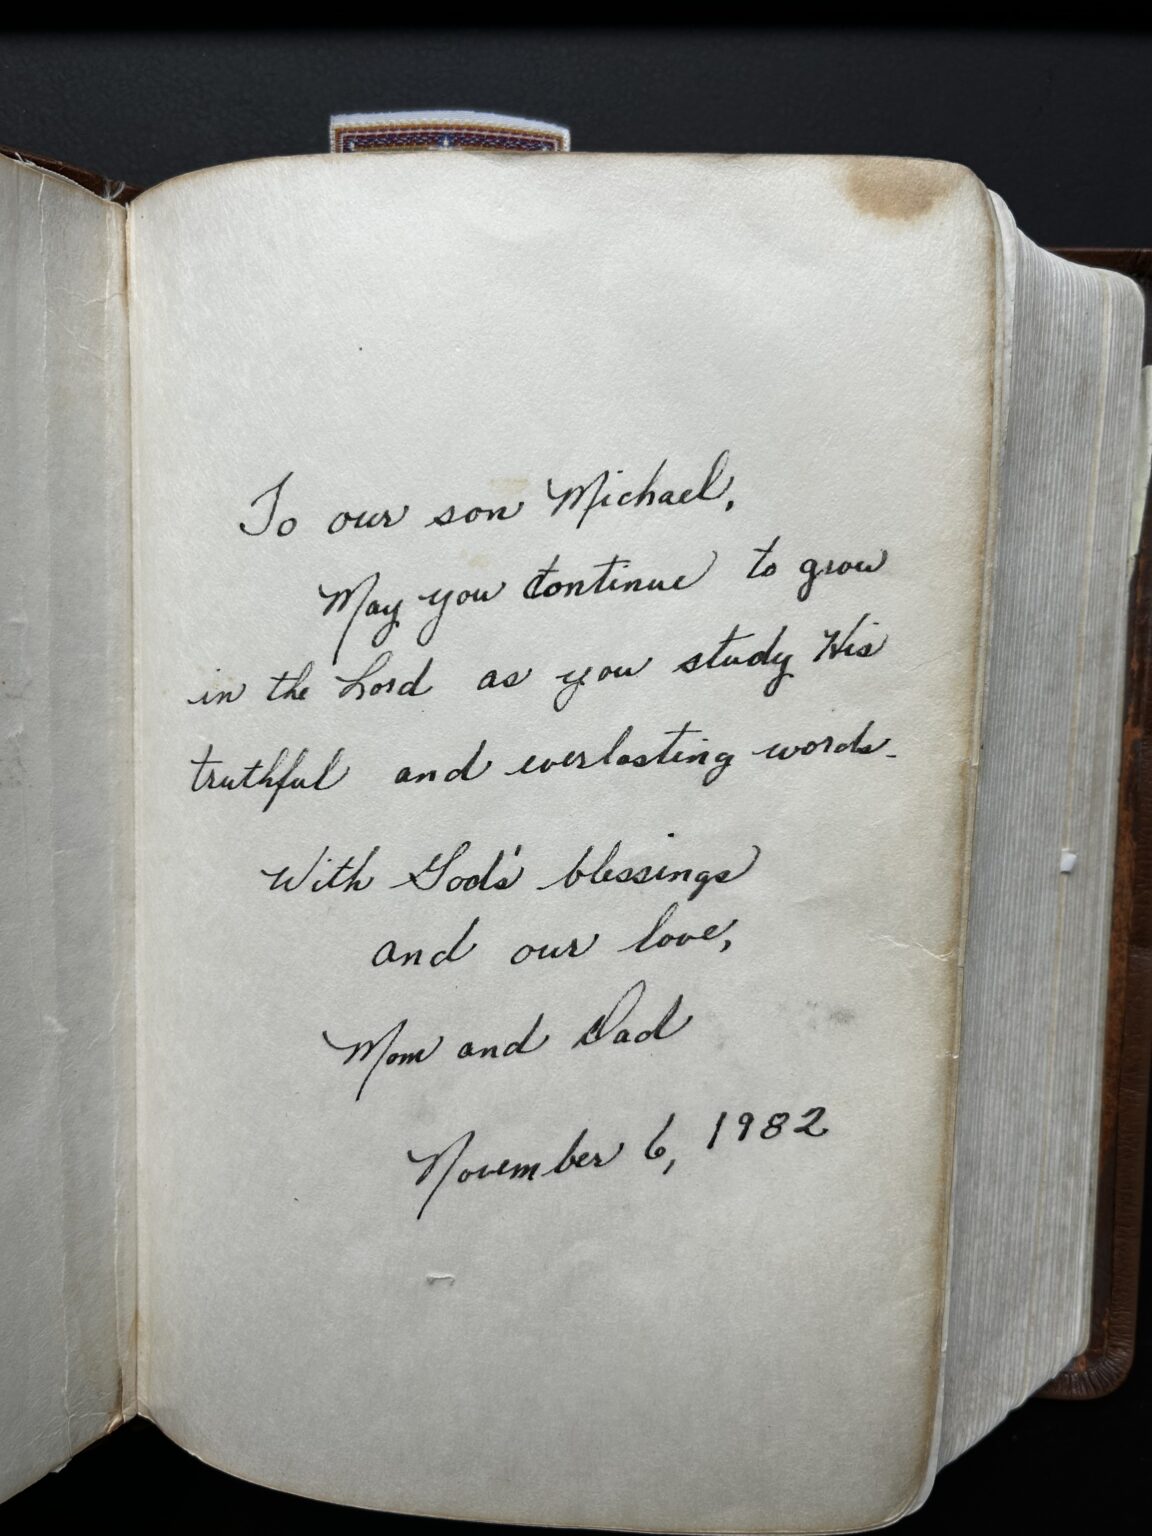 To our son Michael,
May you continue to grow
in the Lord as you study His
truthful and everlasting words.
With God's blessings
and our love,
Mom and Dad
November 6, 1982